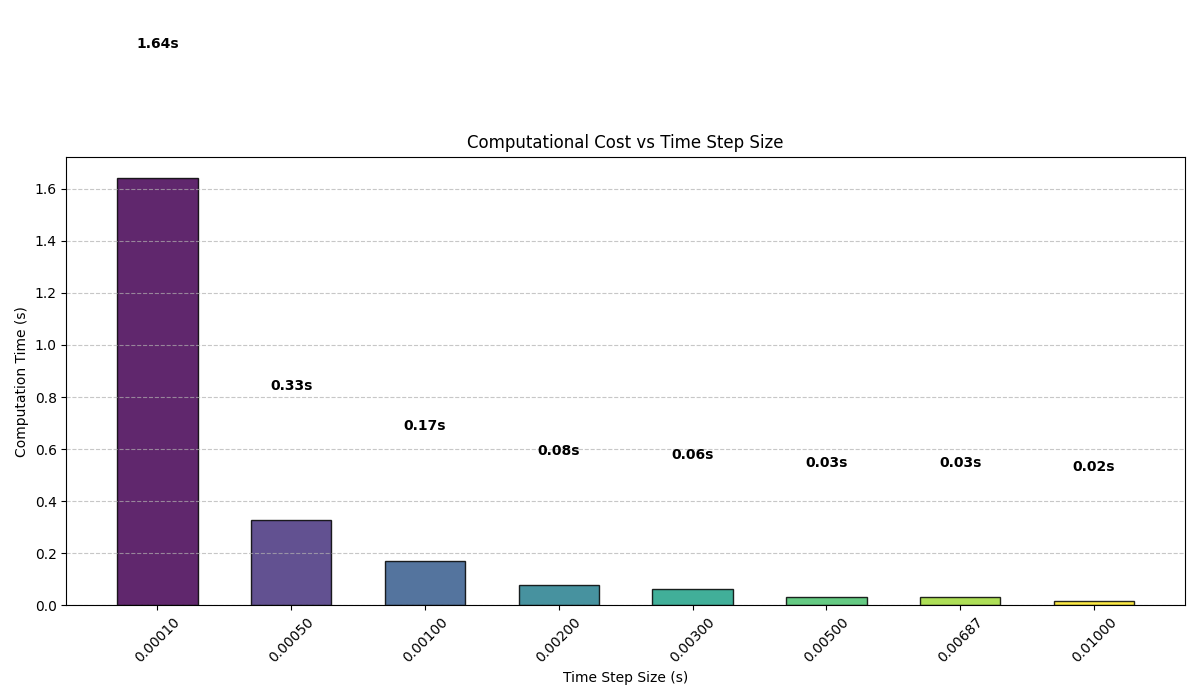 1.64s
Computational Cost vs Time Step Size
Computation Time (s)
1.6
1.4
1.2
1.0
0.8
0.6
0.4
0.2
0.0
0.33s
0.17s
0.08s
0.06s
0.03s
0.03s
0.02s
0.00010
0.00050
0.00100
0.00200
0.00300
0.00500
0.00687
0.01000
Time Step Size (s)